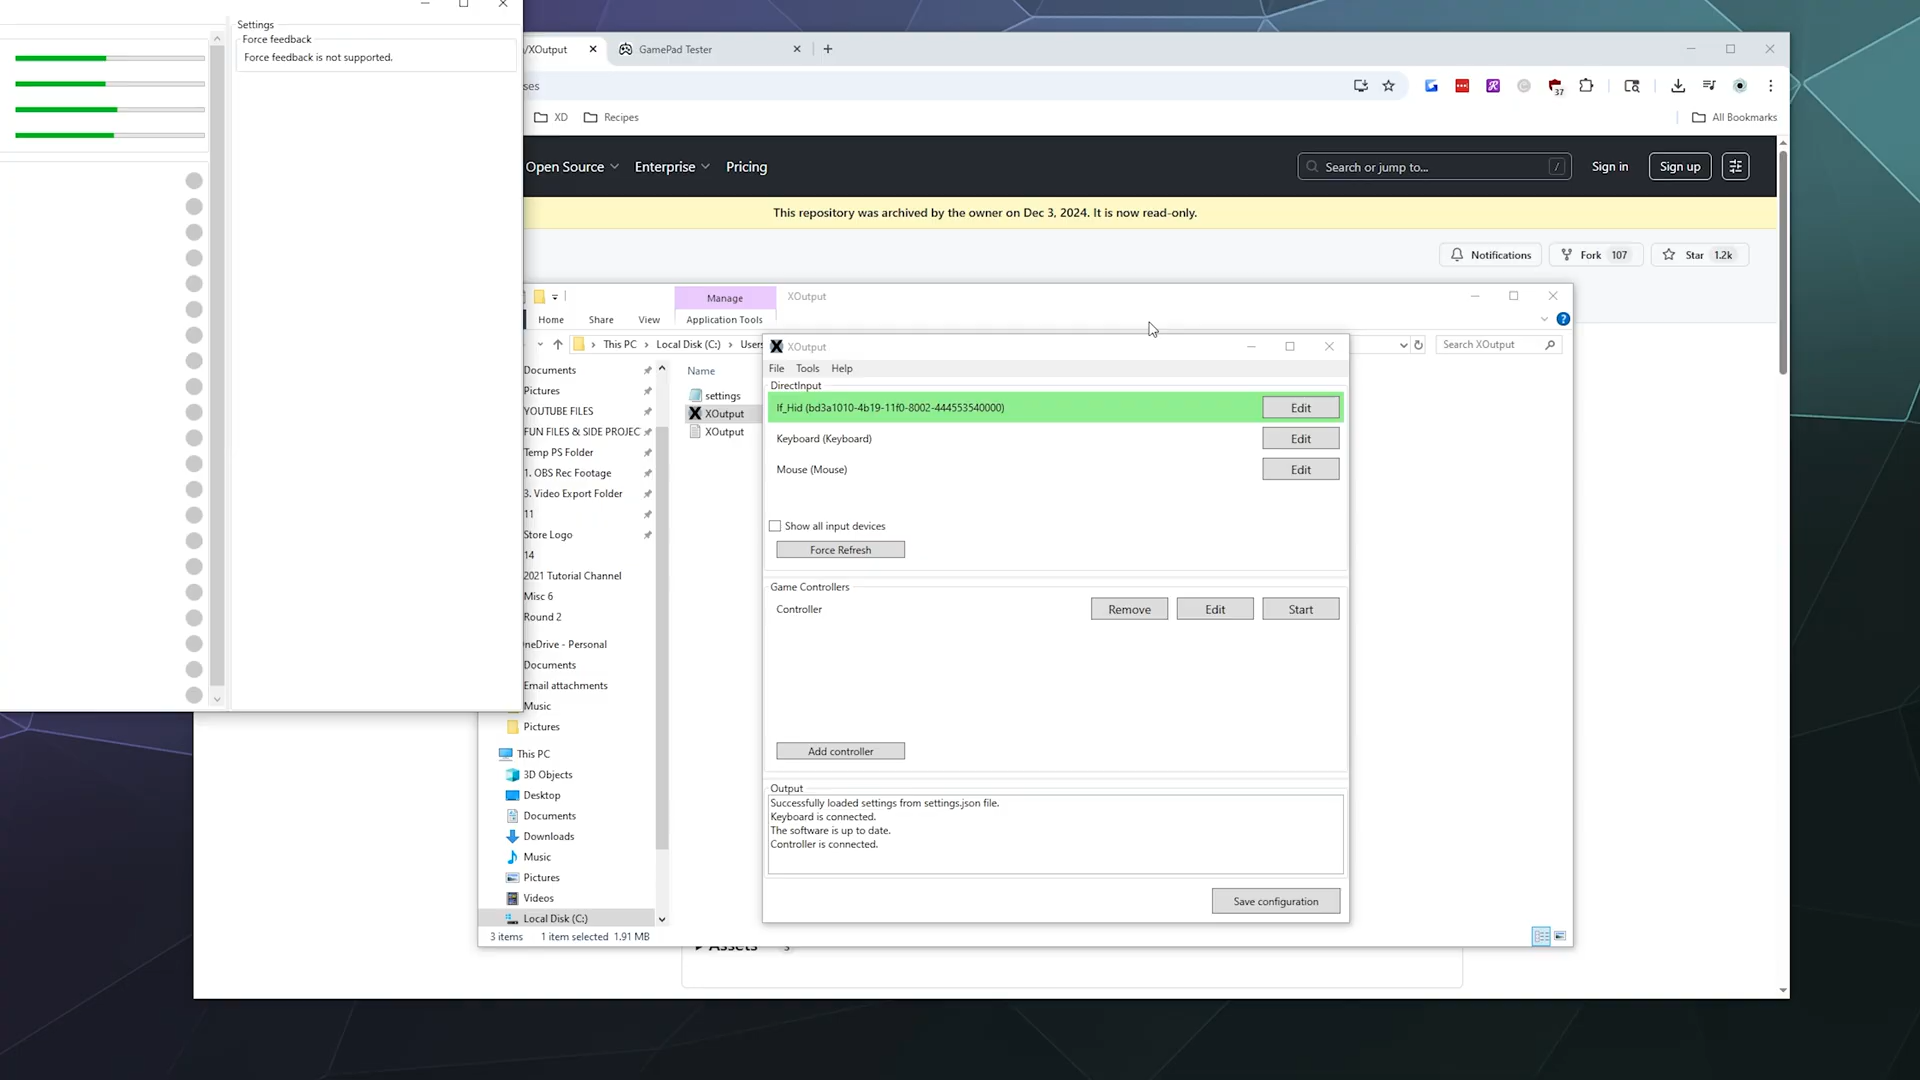 Settings
Force feedback
Force feedback is not supported.
/XOutput
GamePad Tester
ses
37
XD
Recipes
All Bookmarks
Open Source
Enterprise
Pricing
Search or jump to...
/
Sign in
Sign up
This repository was archived by the owner on Dec 3, 2024. It is now read-only.
Notifications
Fork 107
Star 1.2k
Manage
XOutput
Home
Share
View
Application Tools
This PC
Local Disk (C:)
Users
Search XOutput
Documents
Pictures
YOUTUBE FILES
FUN FILES & SIDE PROJEC
Temp PS Folder
1. OBS Rec Footage
3. Video Export Folder
11
Store Logo
14
2021 Tutorial Channel
Misc 6
Round 2
neDrive - Personal
Documents
Email attachments
Music
Pictures
This PC
3D Objects
Desktop
Documents
Downloads
Music
Pictures
Videos
Local Disk (C:)
3 items
1 item selected 1.91 MB
Name
settings
XOutput
XOutput
XOutput
File
Tools
Help
DirectInput
If_Hid (bd3a1010-4b19-11f0-8002-444553540000)
Edit
Keyboard (Keyboard)
Edit
Mouse (Mouse)
Edit
Show all input devices
Force Refresh
Game Controllers
Controller
Remove
Edit
Start
Add controller
Output
Successfully loaded settings from settings.json file.
Keyboard is connected.
The software is up to date.
Controller is connected.
Save configuration
Assets
3